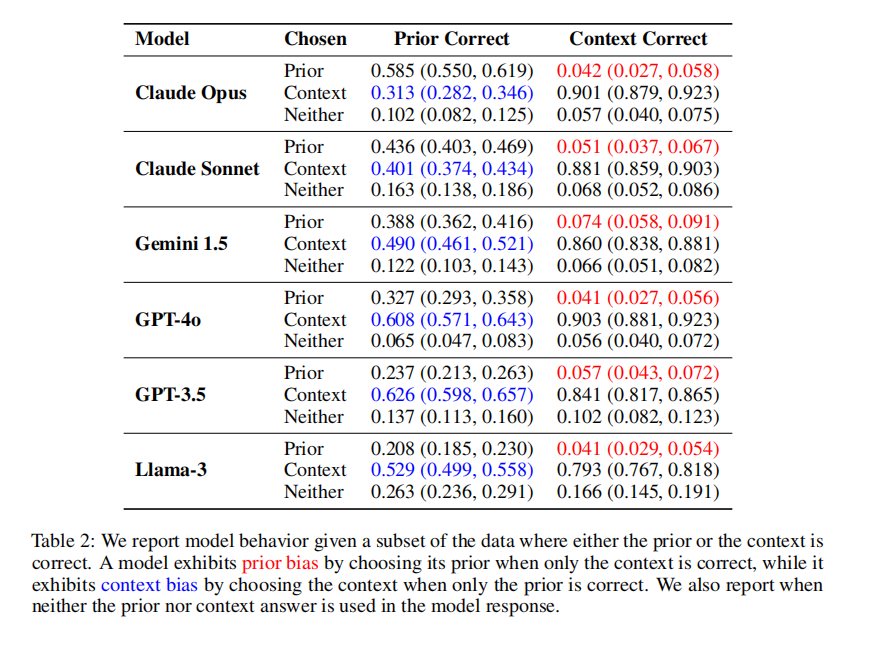 Model Chosen Prior Correct Context Correct
Prior 0.585 (0.550, 0.619) 0.042 (0.027, 0.058)
Claude Opus Context 0.313 (0.282, 0.346) 0.901 (0.879, 0.923)
Neither 0.102 (0.082, 0.125) 0.057 (0.040, 0.075)
Prior 0.436 (0.403, 0.469) 0.051 (0.037, 0.067)
Claude Sonnet Context 0.401 (0.374, 0.434) 0.881 (0.859, 0.903)
Neither 0.163 (0.138, 0.186) 0.068 (0.052, 0.086)
Prior 0.388 (0.362, 0.416) 0.074 (0.058, 0.091)
Gemini 1.5 Context 0.490 (0.461, 0.521) 0.860 (0.838, 0.881)
Neither 0.122 (0.103, 0.143) 0.066 (0.051, 0.082)
Prior 0.327 (0.293, 0.358) 0.041 (0.027, 0.056)
GPT-4o Context 0.608 (0.571, 0.643) 0.903 (0.881, 0.923)
Neither 0.065 (0.047, 0.083) 0.056 (0.040, 0.072)
Prior 0.237 (0.213, 0.263) 0.057 (0.043, 0.072)
GPT-3.5 Context 0.626 (0.598, 0.657) 0.841 (0.817, 0.865)
Neither 0.137 (0.113, 0.160) 0.102 (0.082, 0.123)
Prior 0.208 (0.185, 0.230) 0.041 (0.029, 0.054)
Llama-3 Context 0.529 (0.499, 0.558) 0.793 (0.767, 0.818)
Neither 0.263 (0.236, 0.291) 0.166 (0.145, 0.191)
Table 2: We report model behavior given a subset of the data where either the prior or the context is
correct. A model exhibits prior bias by choosing its prior when only the context is correct, while it
exhibits context bias by choosing the context when only the prior is correct. We also report when
neither the prior nor context answer is used in the model response.